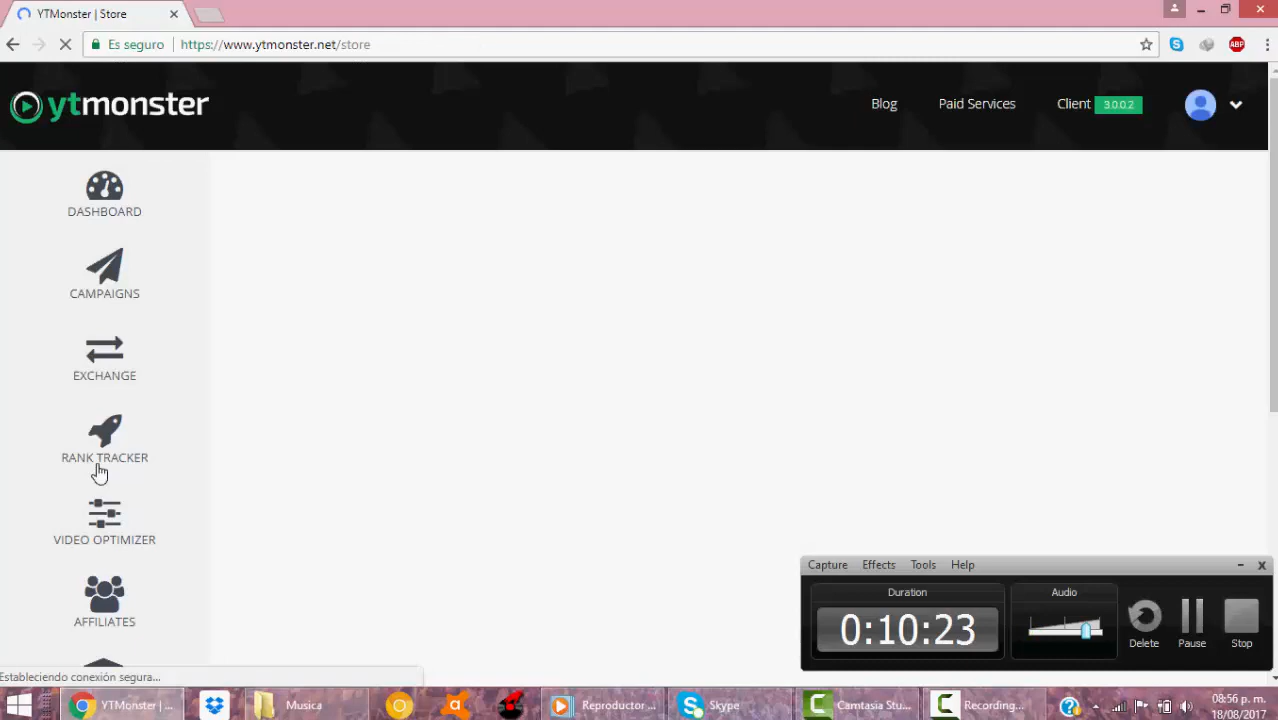 YTMonster | Store
Es seguro
https://www.ytmonster.net/store
ABP
ytmonster
Blog
Paid Services
Client 3.0.0.2
DASHBOARD
CAMPAIGNS
EXCHANGE
RANK TRACKER
VIDEO OPTIMIZER
AFFILIATES
Capture Effects Tools Help
Duration
Audio
0:10:23
Delete
Pause
Stop
Estableciendo conexión segura...
YTMonster | ...
Musica
Reproductor ...
Skype
Camtasia Stu...
Recording...
08:56 p. m.
18/08/2017